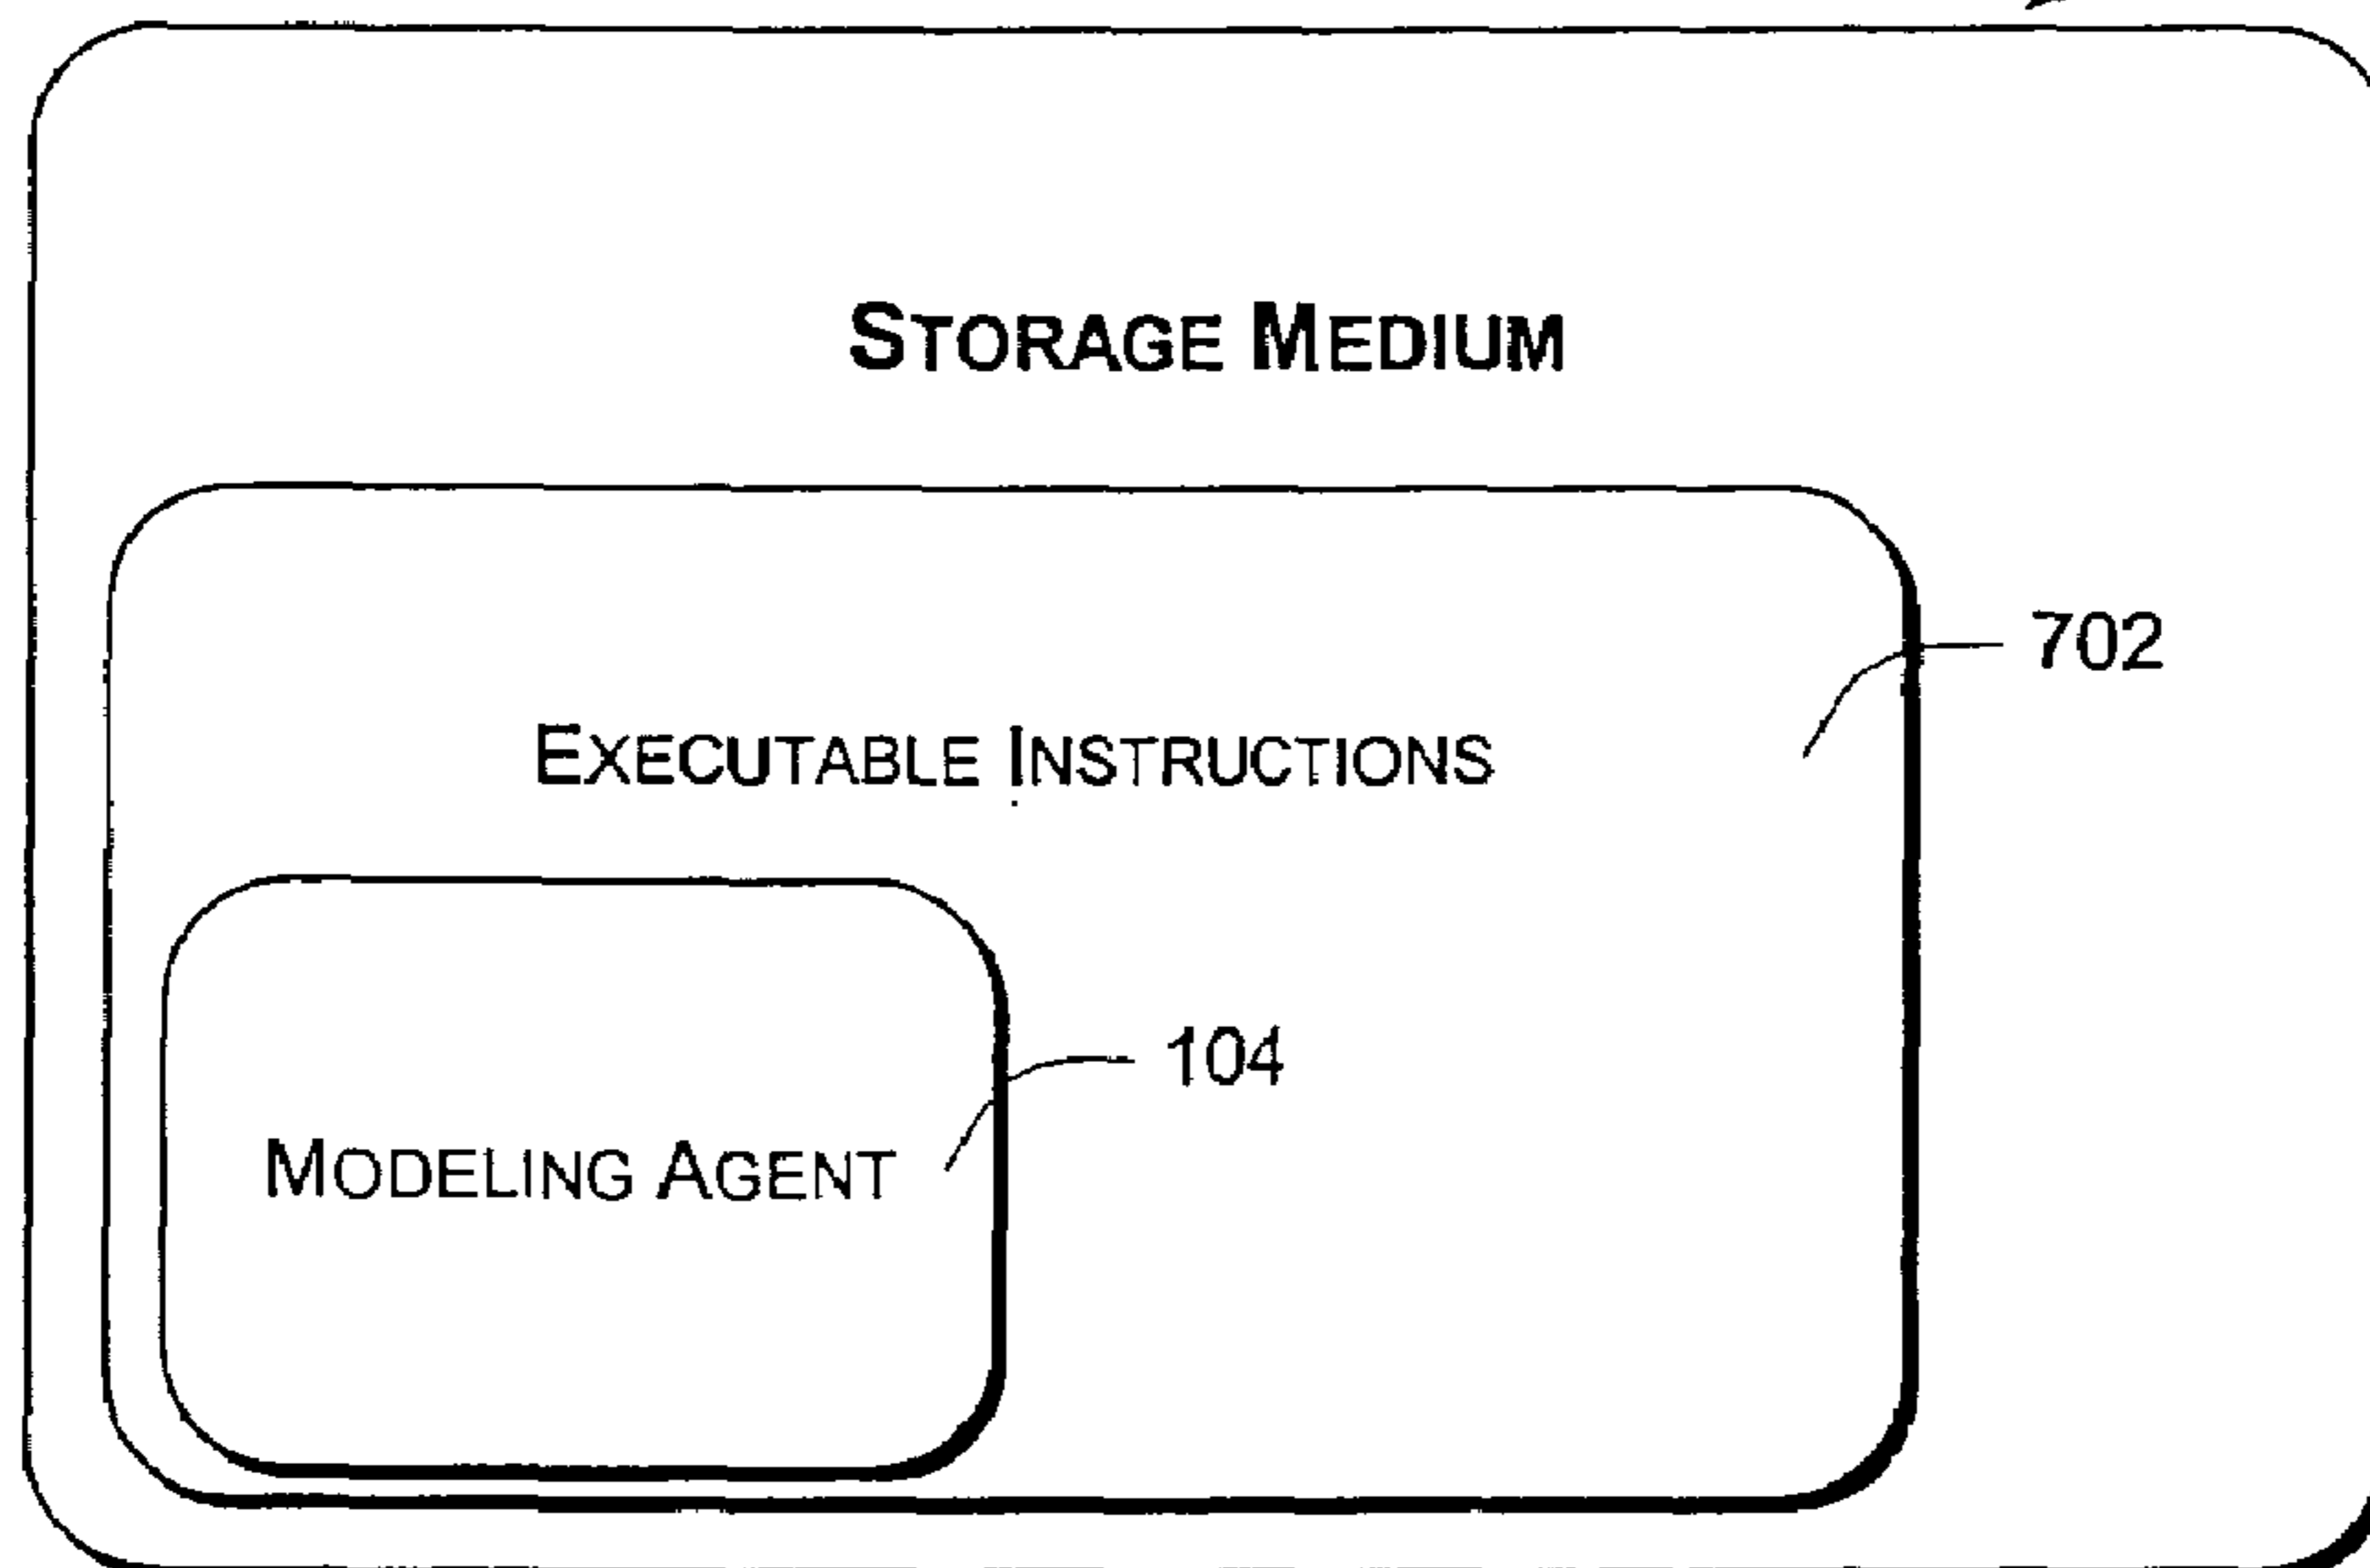 STORAGE MEDIUM
702
EXECUTABLE INSTRUCTIONS
104
MODELING AGENT